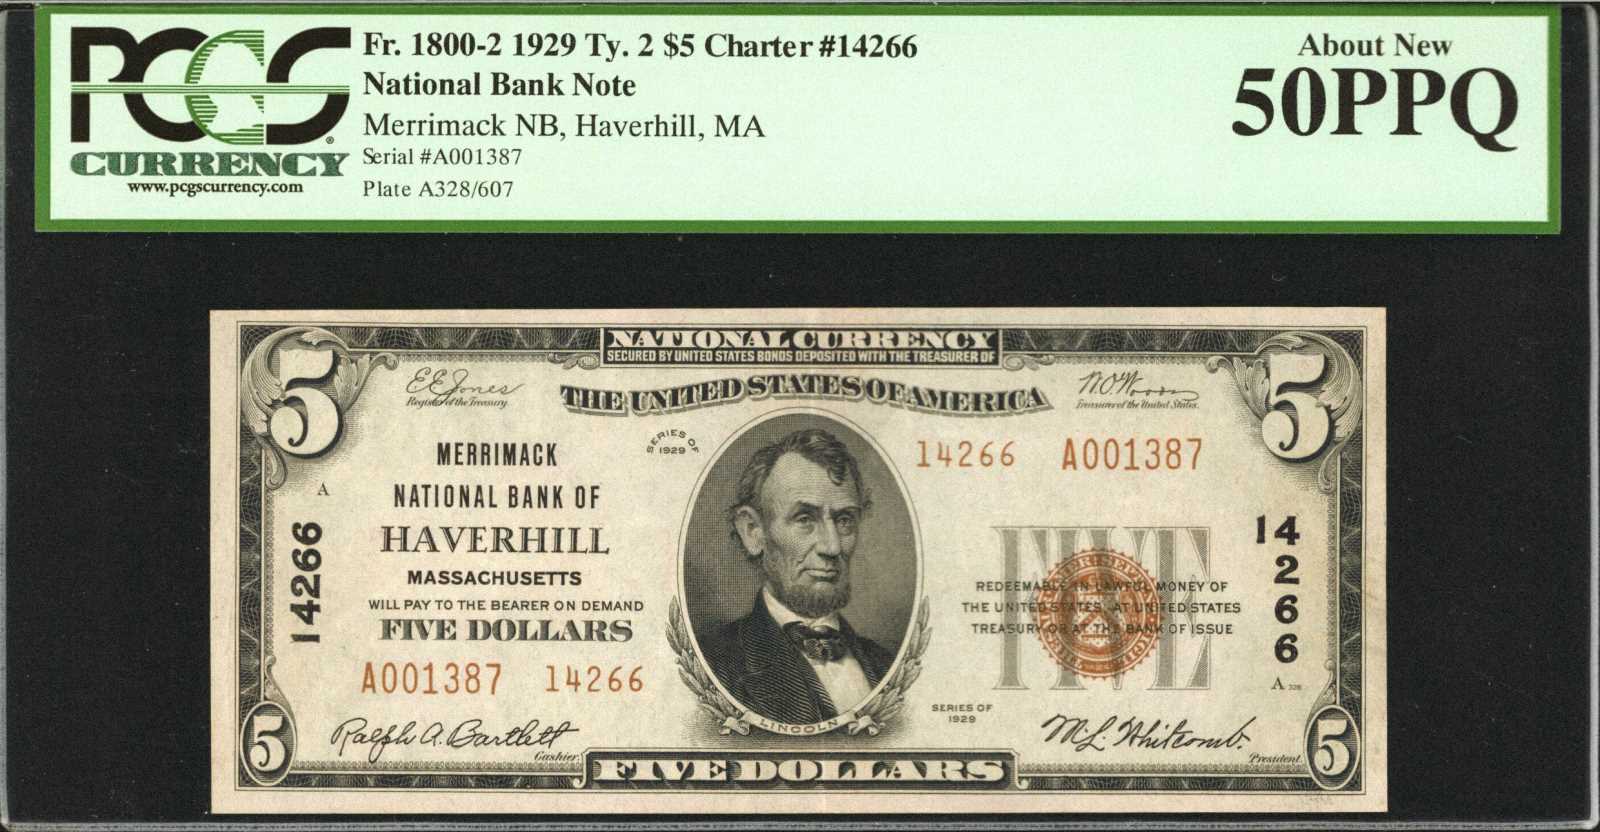 PCGS
CURRENCY
www.pcgscurrency.com
Fr. 1800-2 1929 Ty. 2 $5 Charter #14266
National Bank Note
Merrimack NB, Haverhill, MA
Serial #A001387
Plate A328/607
About New
50PPQ
NATIONAL CURRENCY
SECURED BY UNITED STATES BONDS DEPOSITED WITH THE TREASURER OF
THE UNITED STATES OF AMERICA
5
5
E.E. Jones
Register of the Treasury.
W.O. Woods
Treasurer of the United States.
SERIES OF
1929
MERRIMACK
NATIONAL BANK OF
HAVERHILL
MASSACHUSETTS
WILL PAY TO THE BEARER ON DEMAND
FIVE DOLLARS
A001387 14266
14266 A001387
A
14266
14266
FIVE
REDEEMABLE IN LAWFUL MONEY OF
THE UNITED STATES AT UNITED STATES
TREASURY OR AT THE BANK OF ISSUE
A 328
SERIES OF
1929
LINCOLN
Ralph A. Bartlett
Cashier.
M.L. Whitcomb.
President.
5
FIVE DOLLARS
5